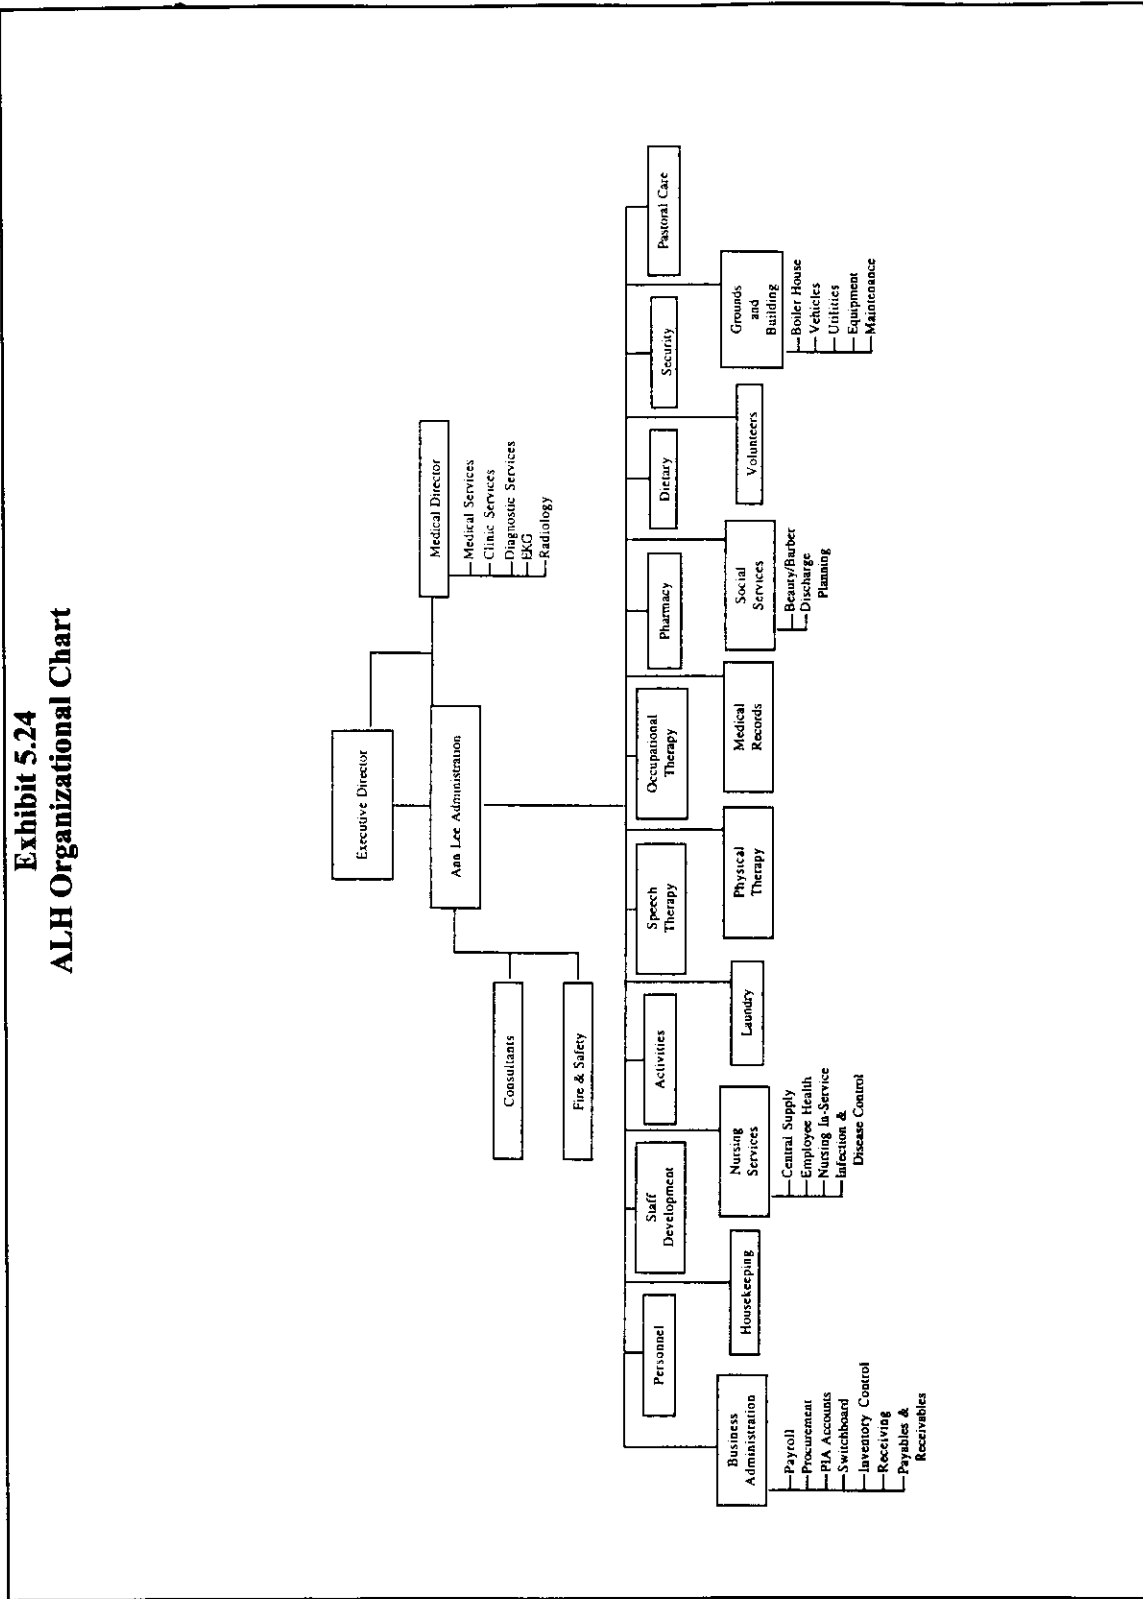 Exhibit 5.24
ALH Organizational Chart
Executive Director
Ann Lee Administration
Medical Director
Medical Services
Clinic Services
Diagnostic Services
EKG
Radiology
Consultants
Fire & Safety
Personnel
Staff
Development
Activities
Speech
Therapy
Occupational
Therapy
Pharmacy
Dietary
Security
Pastoral Care
Business
Administration
Payroll
Procurement
PIA Accounts
Switchboard
Inventory Control
Receiving
Payables &
Receivables
Housekeeping
Nursing
Services
Central Supply
Employee Health
Nursing In-Service
Infection &
Disease Control
Laundry
Physical
Therapy
Medical
Records
Social
Services
Beauty/Barber
Discharge
Planning
Volunteers
Grounds
and
Building
Boiler House
Vehicles
Utilities
Equipment
Maintenance